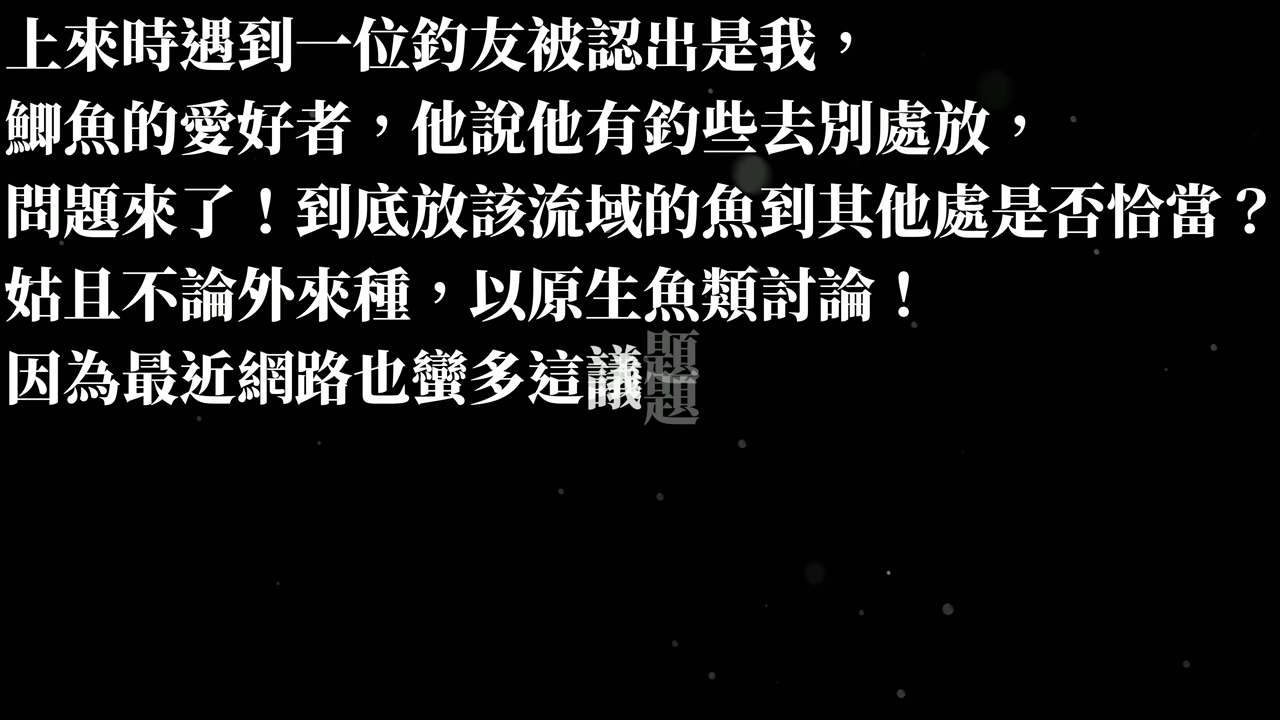 上來時遇到一位釣友被認出是我，
鯽魚的愛好者，他說他有釣些去別處放，
問題來了！到底放該流域的魚到其他處是否恰當？
姑且不論外來種，以原生魚類討論！
因為最近網路也蠻多這議題